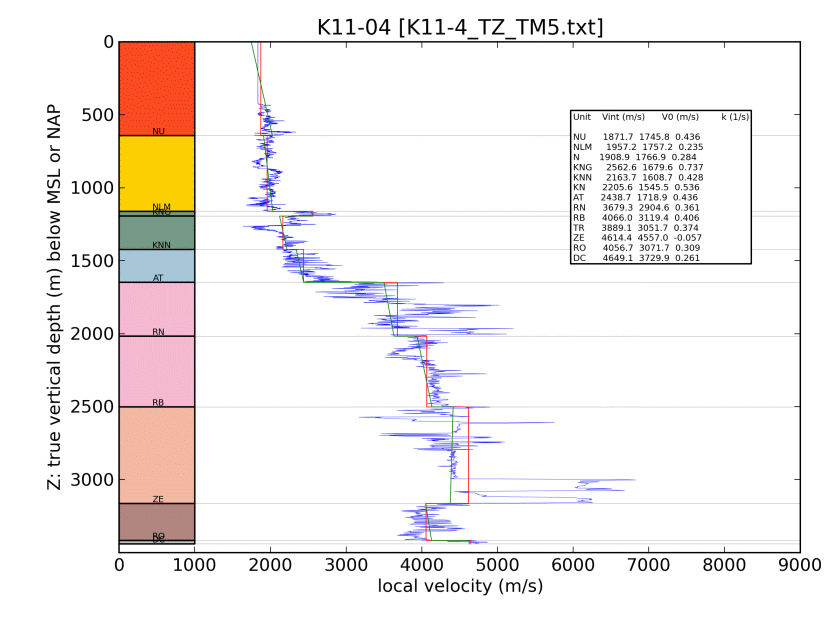 K11-04 [K11-4_TZ_TM5.txt]
0
500
1000
1500
2000
2500
3000
Z: true vertical depth (m) below MSL or NAP
NU
NLM
KNG
KNN
AT
RN
RB
ZE
RO
DC
Unit Vint (m/s) V0 (m/s) k (1/s)
NU 1871.7 1745.8 0.436
NLM 1957.2 1757.2 0.235
N 1908.9 1766.9 0.284
KNG 2562.6 1679.6 0.737
KNN 2163.7 1608.7 0.428
KN 2205.6 1545.5 0.536
AT 2438.7 1718.9 0.436
RN 3679.3 2904.6 0.361
RB 4066.0 3119.4 0.406
TR 3889.1 3051.7 0.374
ZE 4614.4 4557.0 -0.057
RO 4056.7 3071.7 0.309
DC 4649.1 3729.9 0.261
0 1000 2000 3000 4000 5000 6000 7000 8000 9000
local velocity (m/s)